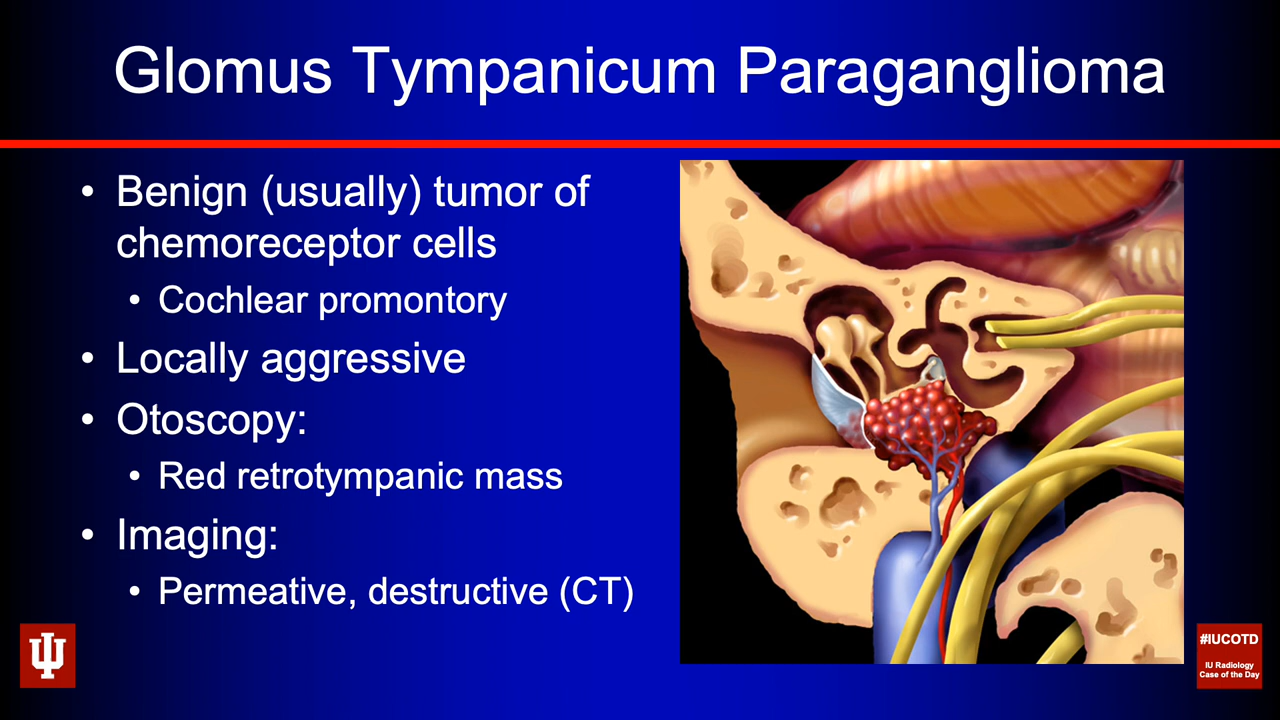 Glomus Tympanicum Paraganglioma
• Benign (usually) tumor of
chemoreceptor cells
• Cochlear promontory
• Locally aggressive
• Otoscopy:
• Red retrotympanic mass
• Imaging:
• Permeative, destructive (CT)
#IUCOTD
IU Radiology
Case of the Day